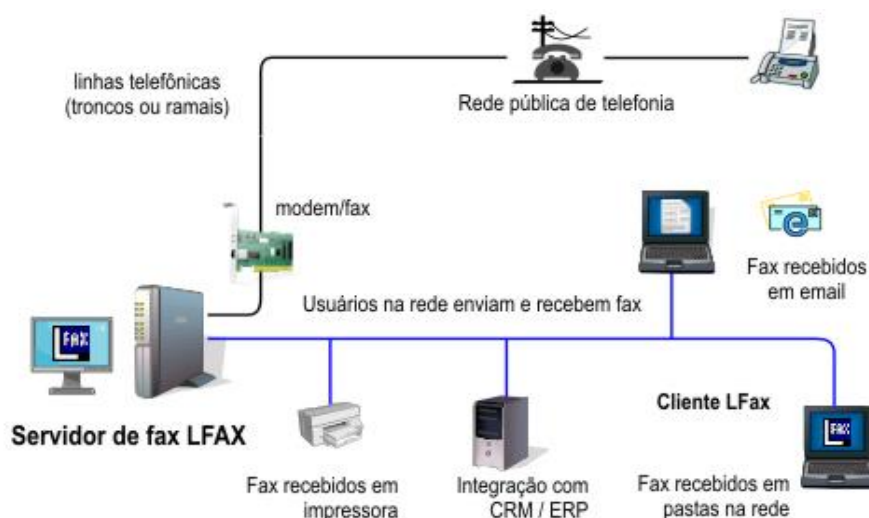 linhas telefônicas
(troncos ou ramais)
Rede pública de telefonia
modem/fax
Fax recebidos
em email
Usuários na rede enviam e recebem fax
L FAX
Servidor de fax LFAX
Cliente LFax
L FAX
Fax recebidos em
impressora
Integração com
CRM / ERP
Fax recebidos em
pastas na rede